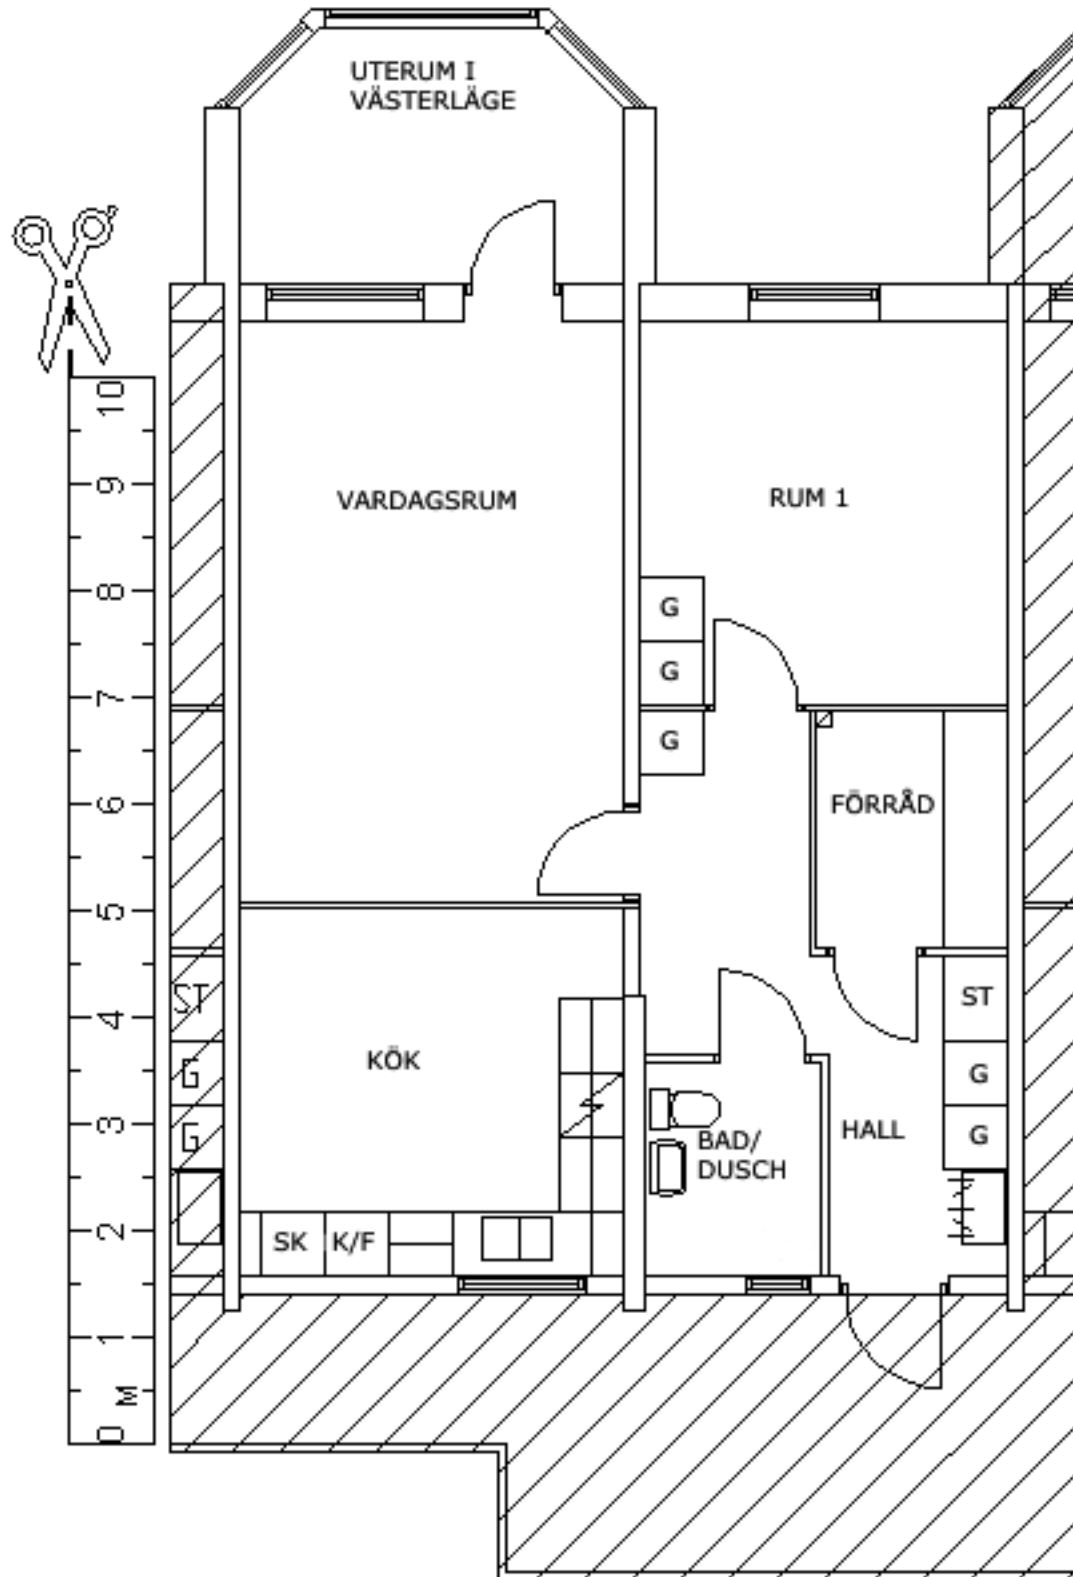 UTERUM I
VÄSTERLÄGE
10
9
8
7
6
5
4
3
2
1
M
0
VARDAGSRUM
RUM 1
G
G
G
FÖRRÅD
ST
G
G
KÖK
ST
G
G
HALL
BAD/
DUSCH
SK
K/F